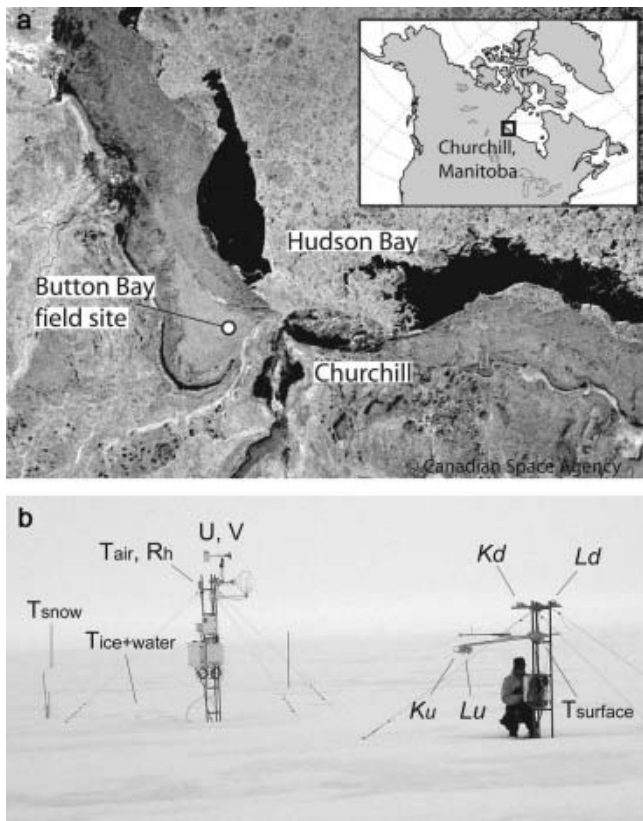 a
Churchill,
Manitoba
Hudson Bay
Button Bay
field site
Churchill
© Canadian Space Agency
b
U, V
Tair, Rh
Kd
Ld
Tsnow
Tice+water
Ku
Lu
Tsurface